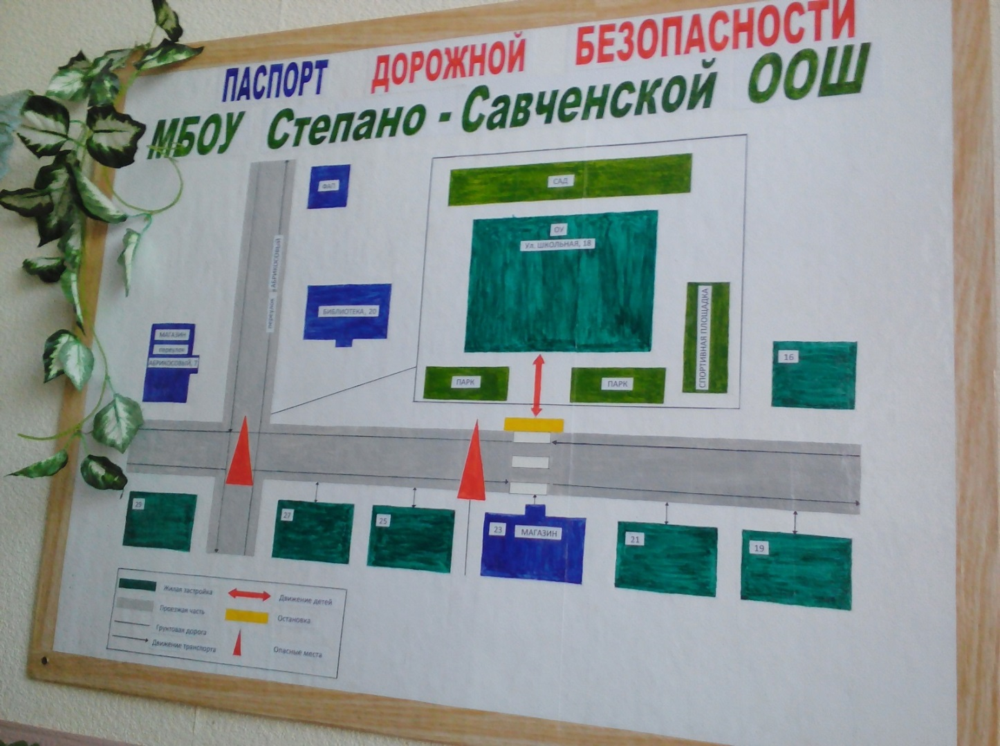 ПАСПОРТ ДОРОЖНОЙ БЕЗОПАСНОСТИ
МБОУ Степано - Савченской ООШ
ФАП
САД
ОУ
Ул. ШКОЛЬНАЯ, 18
переулок АБРИКОСОВЫЙ
БИБЛИОТЕКА, 20
СПОРТИВНАЯ ПЛОЩАДКА
МАГАЗИН
переулок
АБРИКОСОВЫЙ, 7
16
ПАРК
ПАРК
29
27
25
23 МАГАЗИН
21
19
Жилая застройка
Проезжая часть
Грунтовая дорога
Движение транспорта
Движение детей
Остановка
Опасные места